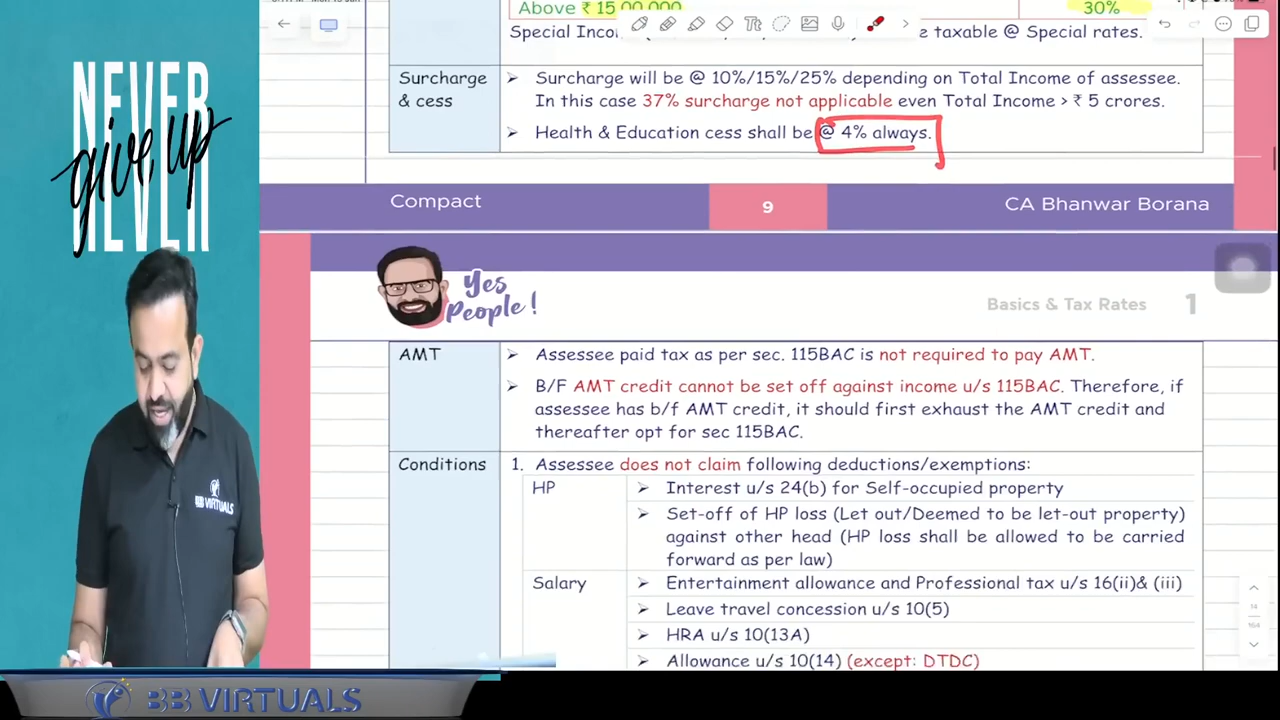 NEVER
give up
NEVER
Above ₹ 15,00,000
30%
Special Incom
e taxable @ Special rates.
Surcharge & cess
➤ Surcharge will be @ 10%/15%/25% depending on Total Income of assessee.
In this case 37% surcharge not applicable even Total Income > ₹ 5 crores.
➤ Health & Education cess shall be @ 4% always.
Compact
9
CA Bhanwar Borana
Yes People!
Basics & Tax Rates
1
AMT
➤ Assessee paid tax as per sec. 115BAC is not required to pay AMT.
➤ B/F AMT credit cannot be set off against income u/s 115BAC. Therefore, if
assessee has b/f AMT credit, it should first exhaust the AMT credit and
thereafter opt for sec 115BAC.
Conditions
1. Assessee does not claim following deductions/exemptions:
HP
➤ Interest u/s 24(b) for Self-occupied property
➤ Set-off of HP loss (Let out/Deemed to be let-out property)
against other head (HP loss shall be allowed to be carried
forward as per law)
Salary
➤ Entertainment allowance and Professional tax u/s 16(ii)& (iii)
➤ Leave travel concession u/s 10(5)
➤ HRA u/s 10(13A)
➤ Allowance u/s 10(14) (except: DTDC)
14
164
BB VIRTUALS
BB VIRTUALS